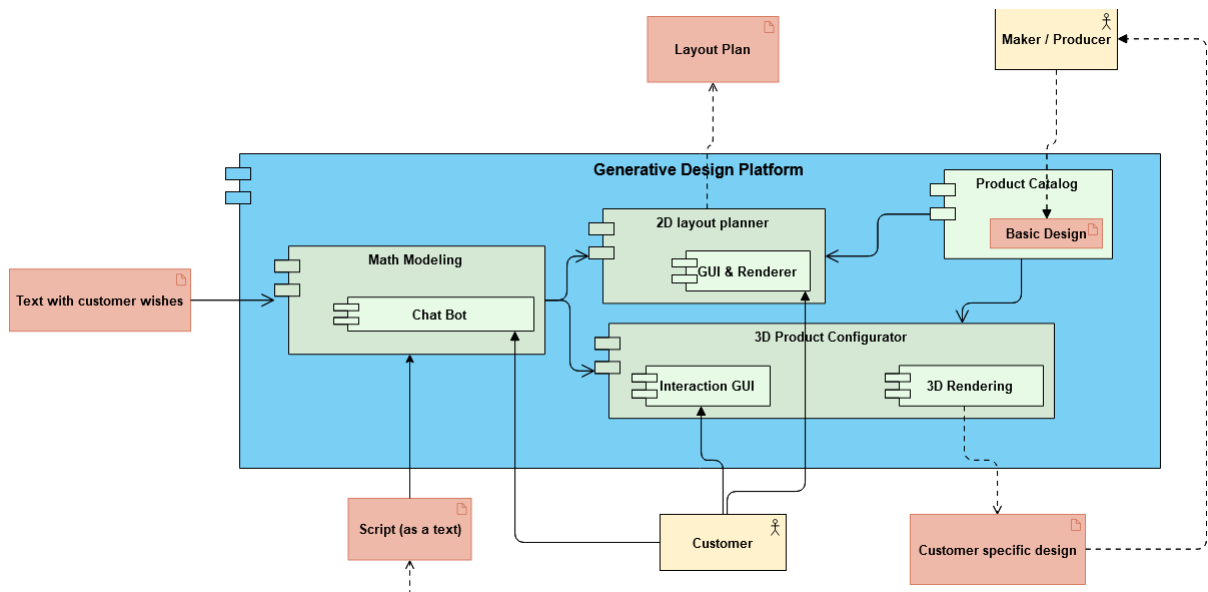 Layout Plan
Maker / Producer
Generative Design Platform
Product Catalog
Basic Design
2D layout planner
GUI & Renderer
Math Modeling
Chat Bot
Text with customer wishes
3D Product Configurator
Interaction GUI
3D Rendering
Script (as a text)
Customer
Customer specific design